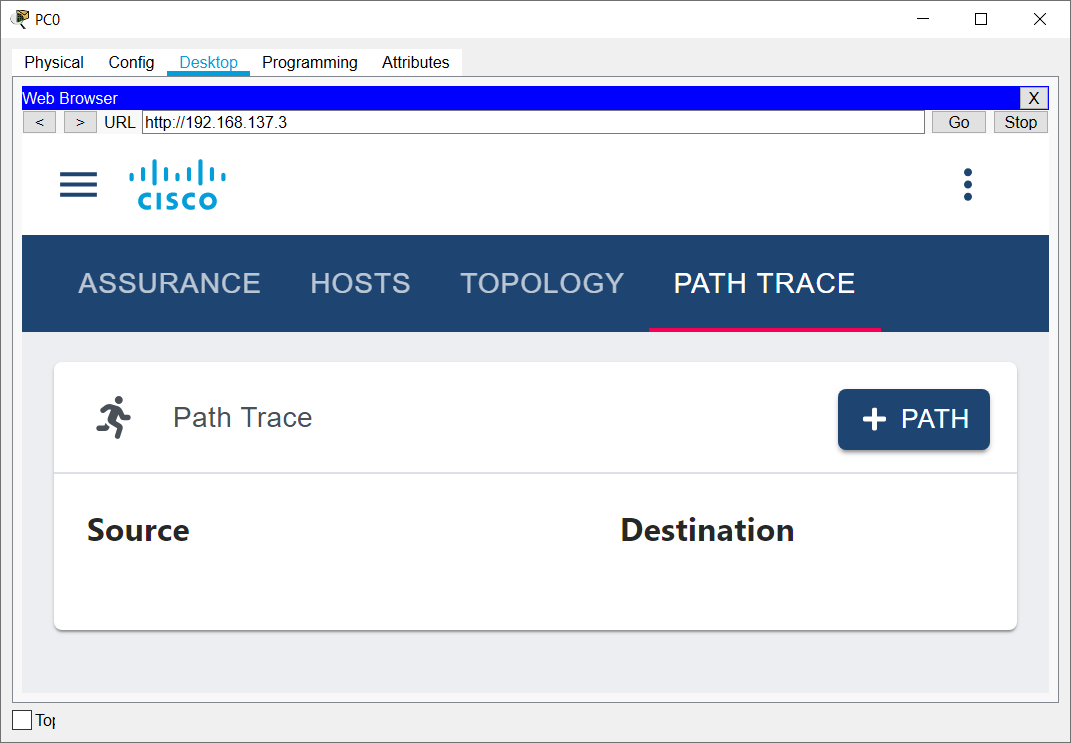 PC0
Physical Config Desktop Programming Attributes
Web Browser X
< > URL http://192.168.137.3 Go Stop
CISCO
ASSURANCE HOSTS TOPOLOGY PATH TRACE
Path Trace + PATH
Source Destination
Top